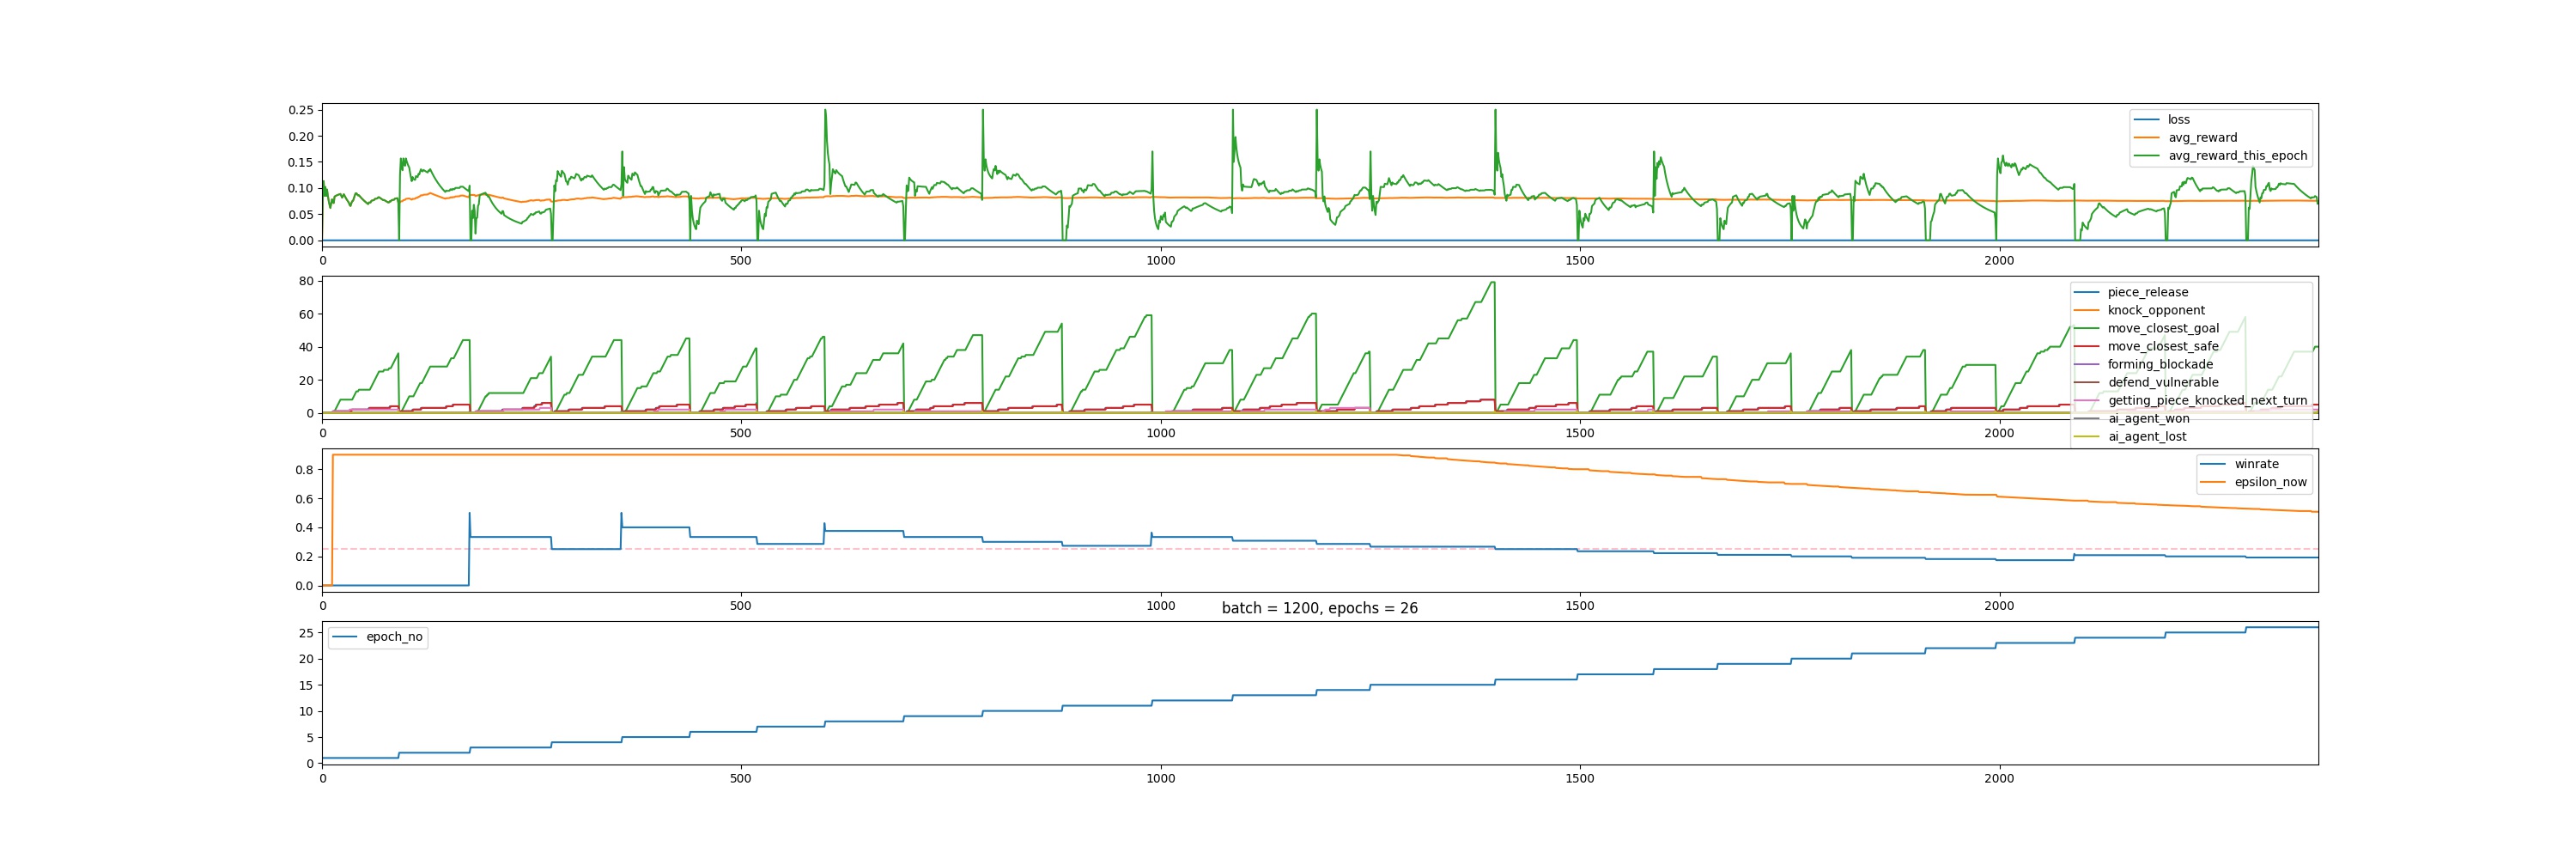 0.25
0.20
0.15
0.10
0.05
0.00
loss
avg_reward
avg_reward_this_epoch
0 500 1000 1500 2000
80
60
40
20
0
piece_release
knock_opponent
move_closest_goal
move_closest_safe
forming_blockade
defend_vulnerable
getting_piece_knocked_next_turn
ai_agent_won
ai_agent_lost
0 500 1000 1500 2000
0.8
0.6
0.4
0.2
0.0
winrate
epsilon_now
0 500 1000 1500 2000
batch = 1200, epochs = 26
25
20
15
10
5
0
epoch_no
0 500 1000 1500 2000